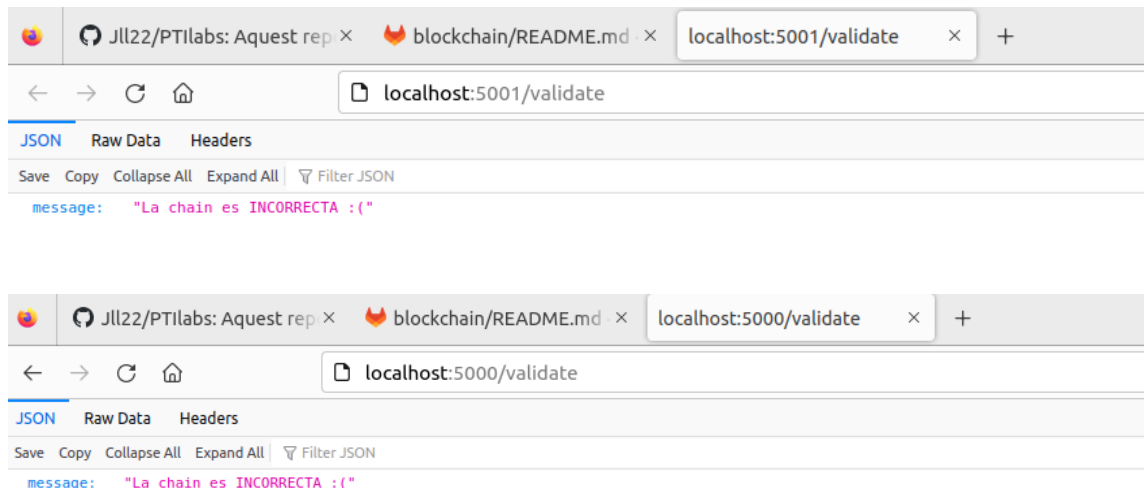 Jll22/PTIlabs: Aquest rep blockchain/README.md localhost:5001/validate
localhost:5001/validate
JSON Raw Data Headers
Save Copy Collapse All Expand All Filter JSON
message: "La chain es INCORRECTA :("
Jll22/PTIlabs: Aquest rep blockchain/README.md localhost:5000/validate
localhost:5000/validate
JSON Raw Data Headers
Save Copy Collapse All Expand All Filter JSON
message: "La chain es INCORRECTA :("